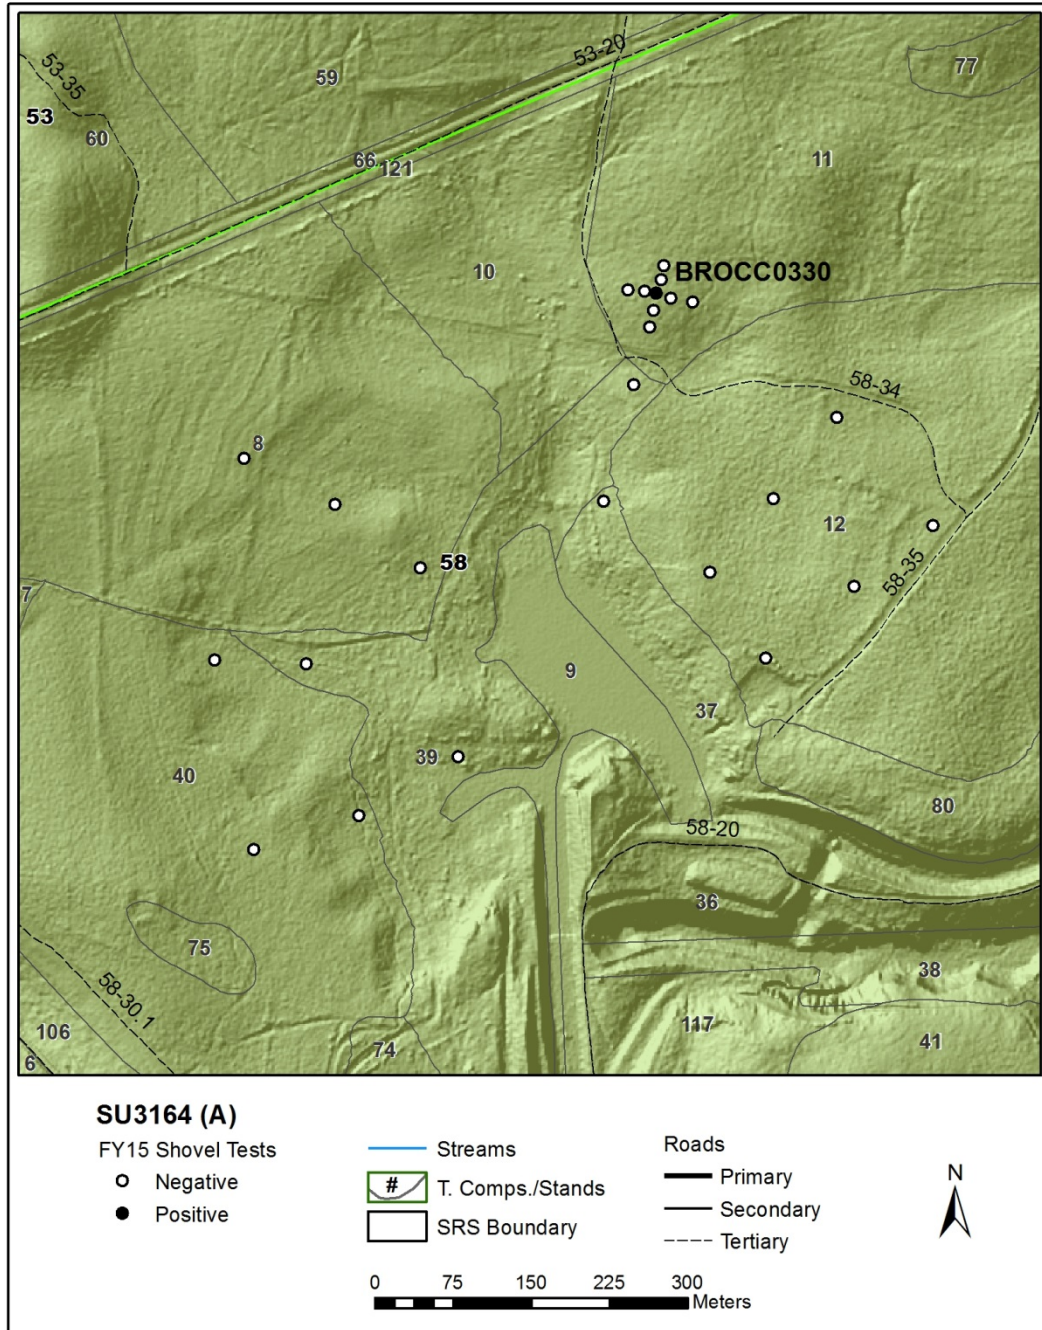 53-20
77
53-35
59
53
60
11
66
121
10
BROCC0330
58-34
8
12
58
58-35
7
9
37
39
40
80
58-20
36
75
38
58-30.1
106
117
41
74
6
SU3164 (A)
FY15 Shovel Tests
Negative
Positive
Streams
# T. Comps./Stands
SRS Boundary
Roads
Primary
Secondary
Tertiary
N
0 75 150 225 300
Meters